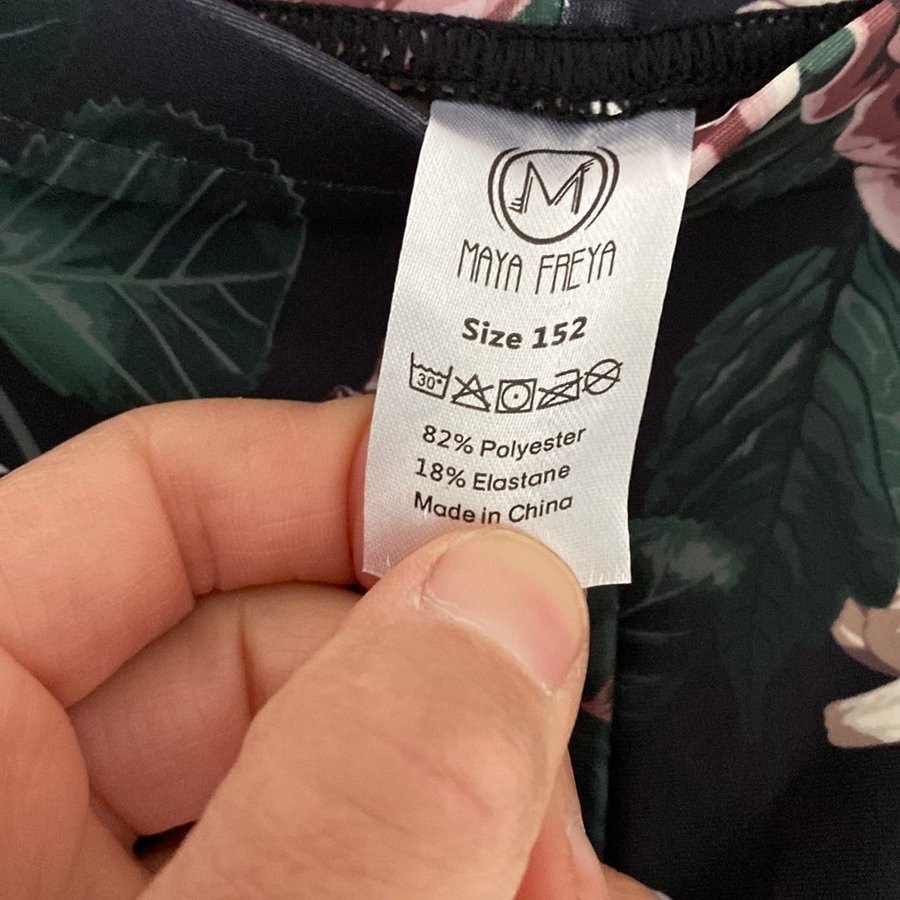 M
MAYA FREYA
Size 152
30°
82% Polyester
18% Elastane
Made in China